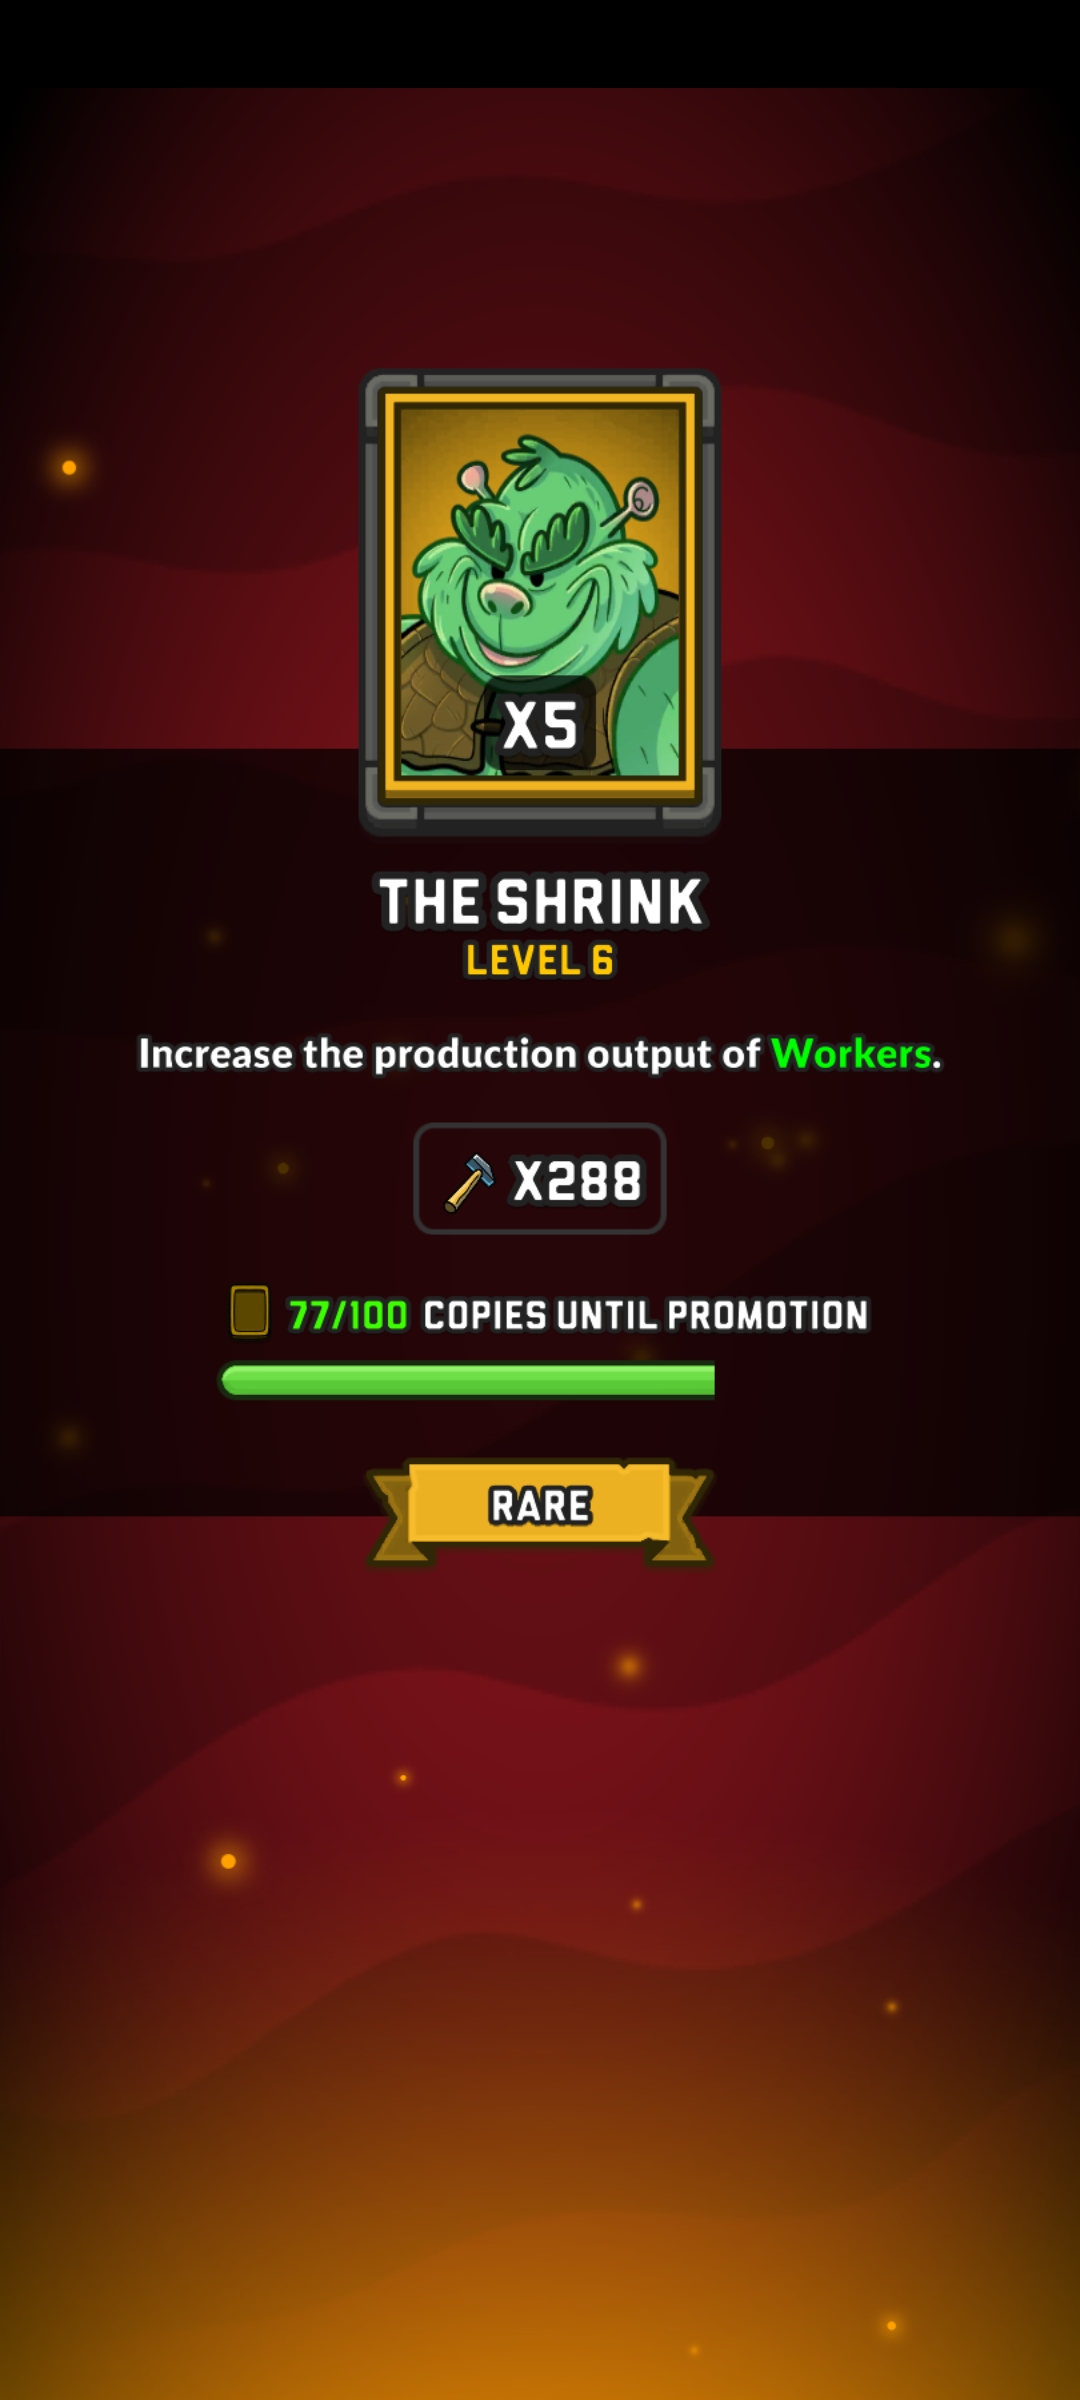 X5
THE SHRINK
LEVEL 6
Increase the production output of Workers.
X288
77/100 COPIES UNTIL PROMOTION
RARE